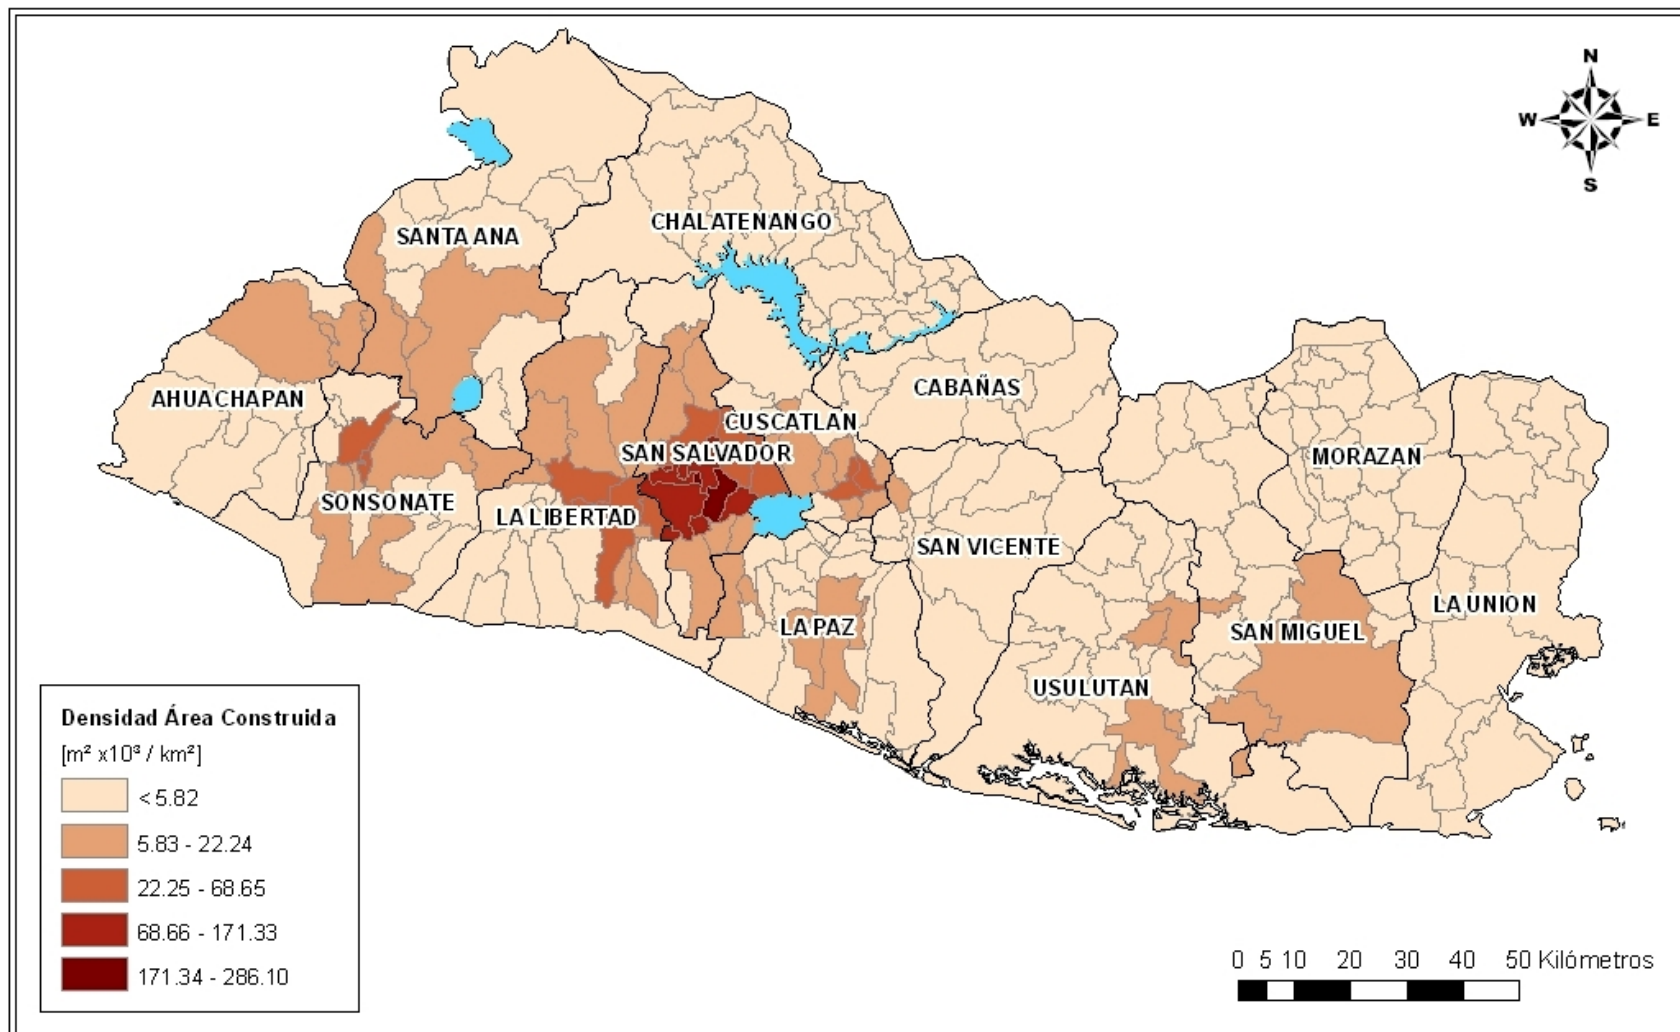 N
W E
S
CHALATENANGO
SANTA ANA
CABAÑAS
AHUACHAPAN
CUSCATLAN
SAN SALVADOR
MORAZAN
SONSONATE
LA LIBERTAD
SAN VICENTE
LA UNION
LA PAZ
SAN MIGUEL
USULUTAN
Densidad Área Construida
[m² x10³ / km²]
< 5.82
5.83 - 22.24
22.25 - 68.65
68.66 - 171.33
171.34 - 286.10
0 5 10 20 30 40 50 Kilómetros